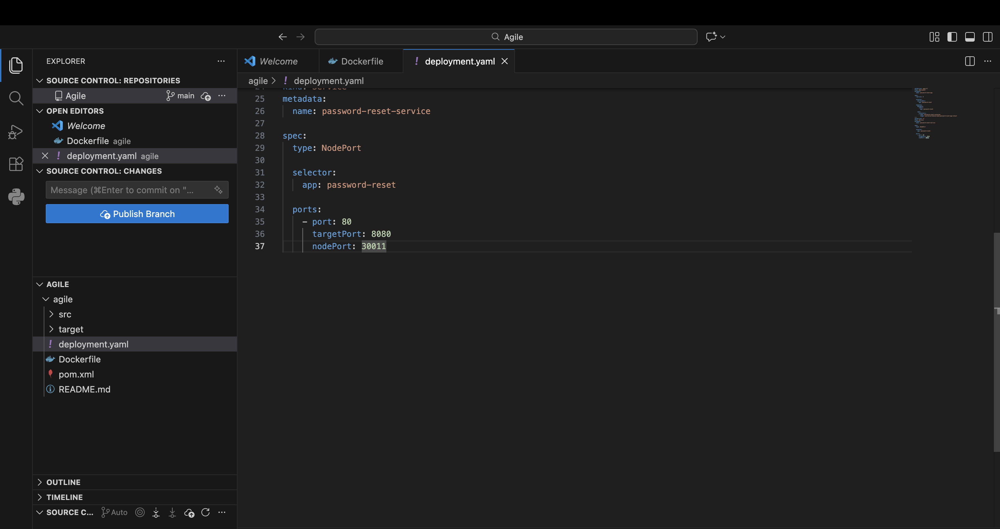 Agile
EXPLORER
SOURCE CONTROL: REPOSITORIES
Agile main
OPEN EDITORS
Welcome
Dockerfile agile
deployment.yaml agile
SOURCE CONTROL: CHANGES
Message (⌘Enter to commit on "...
Publish Branch
AGILE
agile
src
target
deployment.yaml
Dockerfile
pom.xml
README.md
OUTLINE
TIMELINE
SOURCE C... Auto
Welcome
Dockerfile
deployment.yaml
agile > deployment.yaml
24 kind: Service
25 metadata:
26 name: password-reset-service
27
28 spec:
29 type: NodePort
30
31 selector:
32 app: password-reset
33
34 ports:
35 - port: 80
36 targetPort: 8080
37 nodePort: 30011